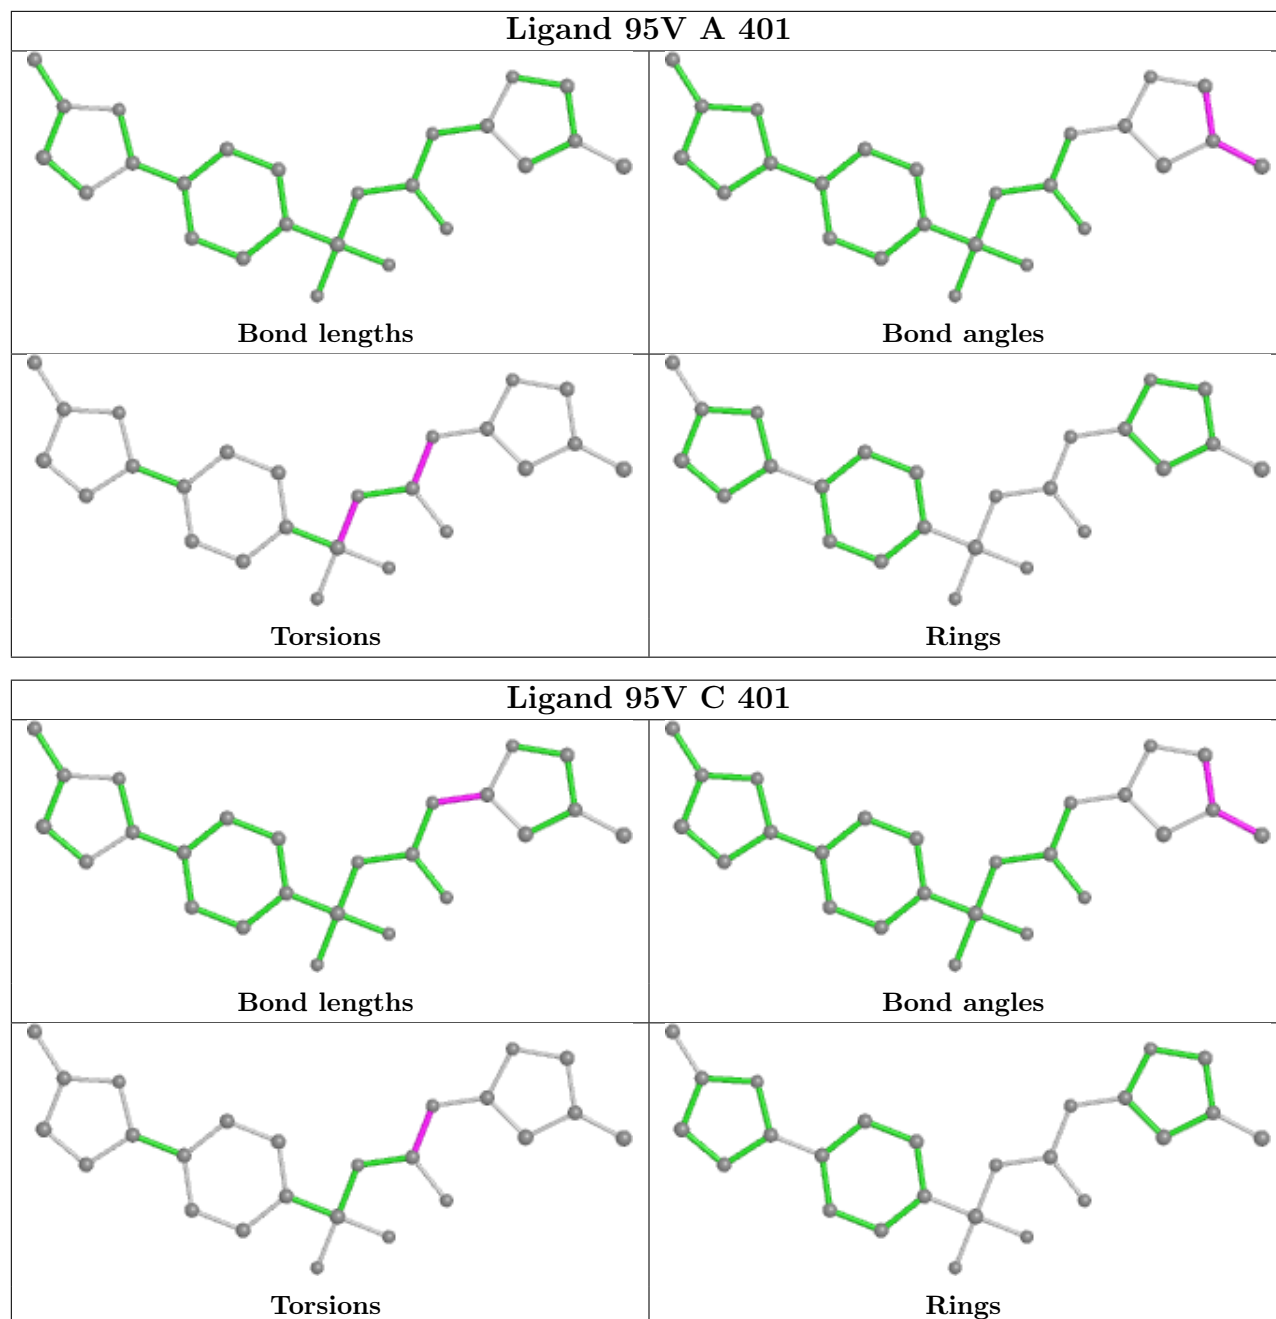 Ligand 95V A 401
Bond lengths
Bond angles
Torsions
Rings
Ligand 95V C 401
Bond lengths
Bond angles
Torsions
Rings